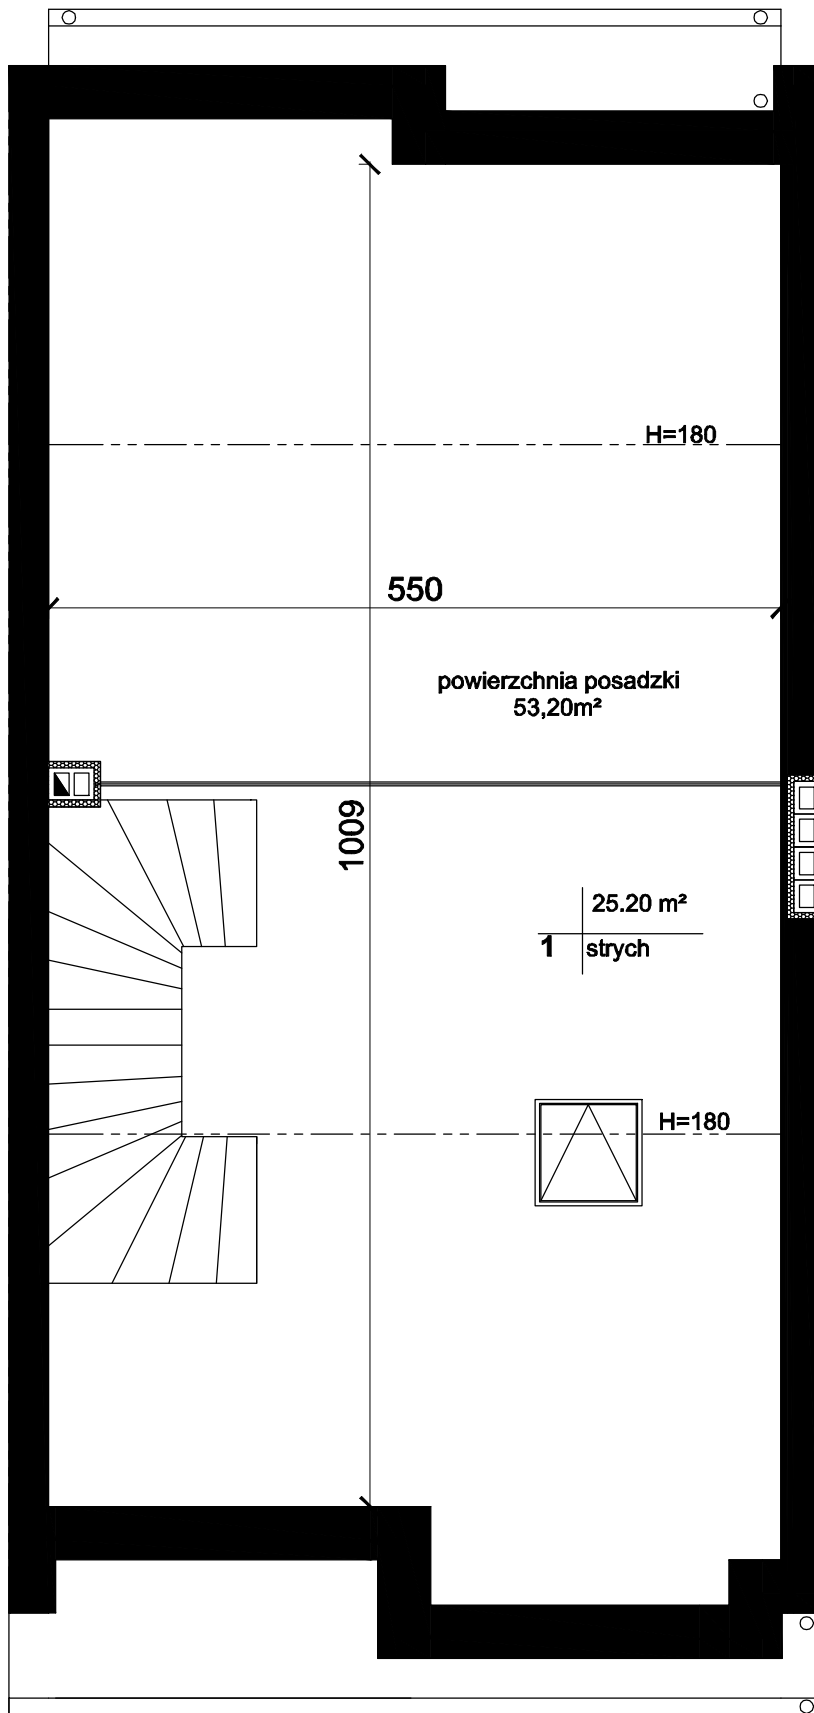 H=180
550
powierzchnia posadzki
53,20m²
1009
25.20 m²
1 strych
H=180